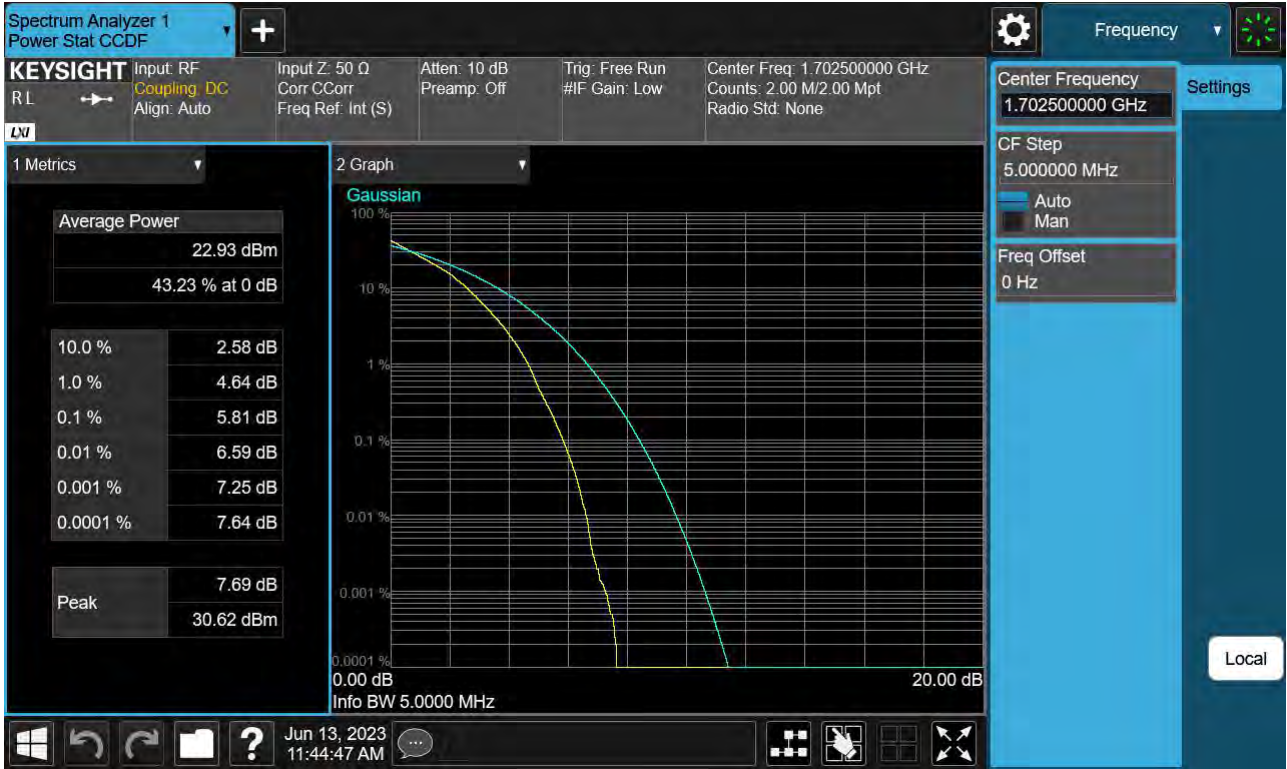 Spectrum Analyzer 1
Power Stat CCDF
Frequency
KEYSIGHT
RL
LXI
Input: RF
Coupling: DC
Align: Auto
Input Z: 50 Ω
Corr CCorr
Freq Ref: Int (S)
Atten: 10 dB
Preamp: Off
Trig: Free Run
#IF Gain: Low
Center Freq: 1.702500000 GHz
Counts: 2.00 M/2.00 Mpt
Radio Std: None
Center Frequency
1.702500000 GHz
Settings
CF Step
5.000000 MHz
Auto
Man
Freq Offset
0 Hz
Local
1 Metrics
Average Power
22.93 dBm
43.23 % at 0 dB
10.0 % 2.58 dB
1.0 % 4.64 dB
0.1 % 5.81 dB
0.01 % 6.59 dB
0.001 % 7.25 dB
0.0001 % 7.64 dB
Peak
7.69 dB
30.62 dBm
2 Graph
Gaussian
100 %
10 %
1 %
0.1 %
0.01 %
0.001 %
0.0001 %
0.00 dB 20.00 dB
Info BW 5.0000 MHz
?
Jun 13, 2023
11:44:47 AM